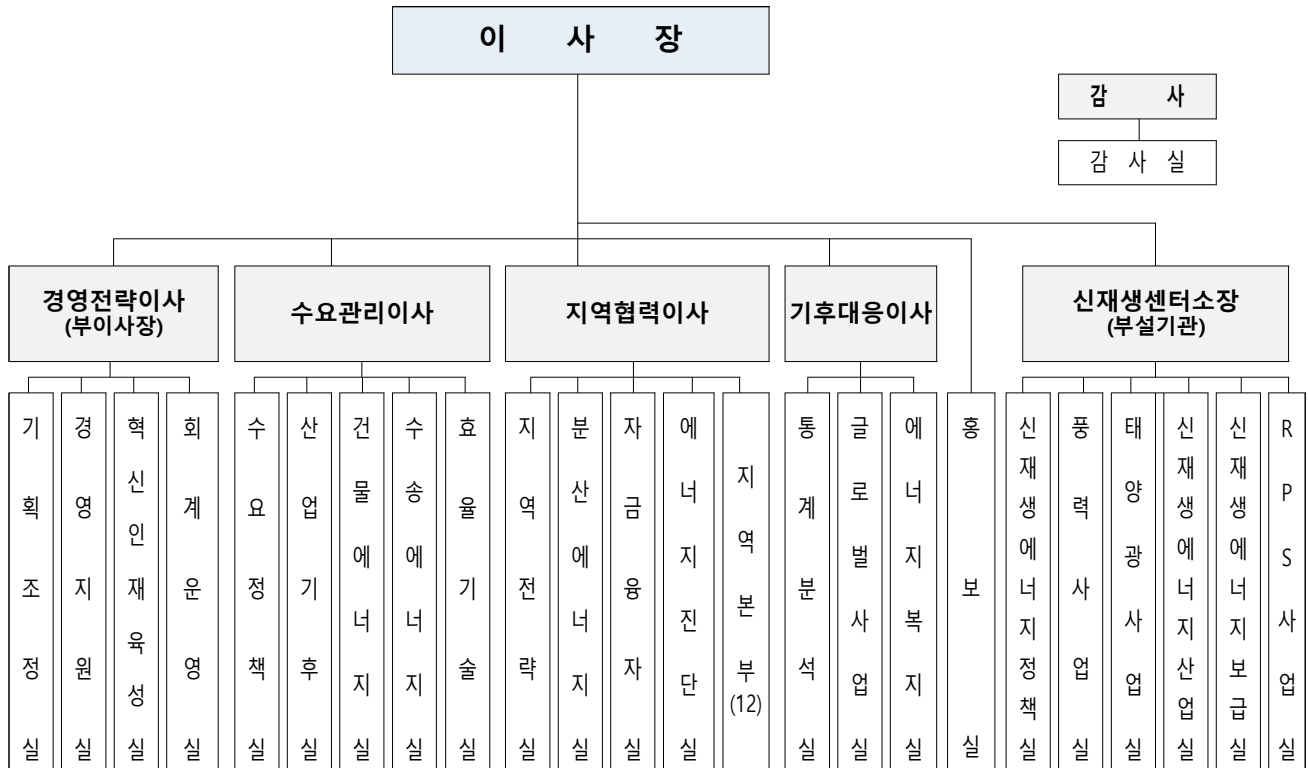 이 사 장
감 사
감 사 실
경영전략이사
(부이사장)
수요관리이사
지역협력이사
기후대응이사
신재생센터소장
(부설기관)
기획조정실
경영지원실
혁신인재육성실
회계운영실
수요정책실
산업기후실
건물에너지실
수송에너지실
효율기술실
지역전략실
분산에너지실
자금융자실
에너지진단실
지역본부
(12)
통계분석실
글로벌사업실
에너지복지실
홍보실
신재생에너지정책실
풍력사업실
태양광사업실
신재생에너지산업실
신재생에너지보급실
RPS사업실